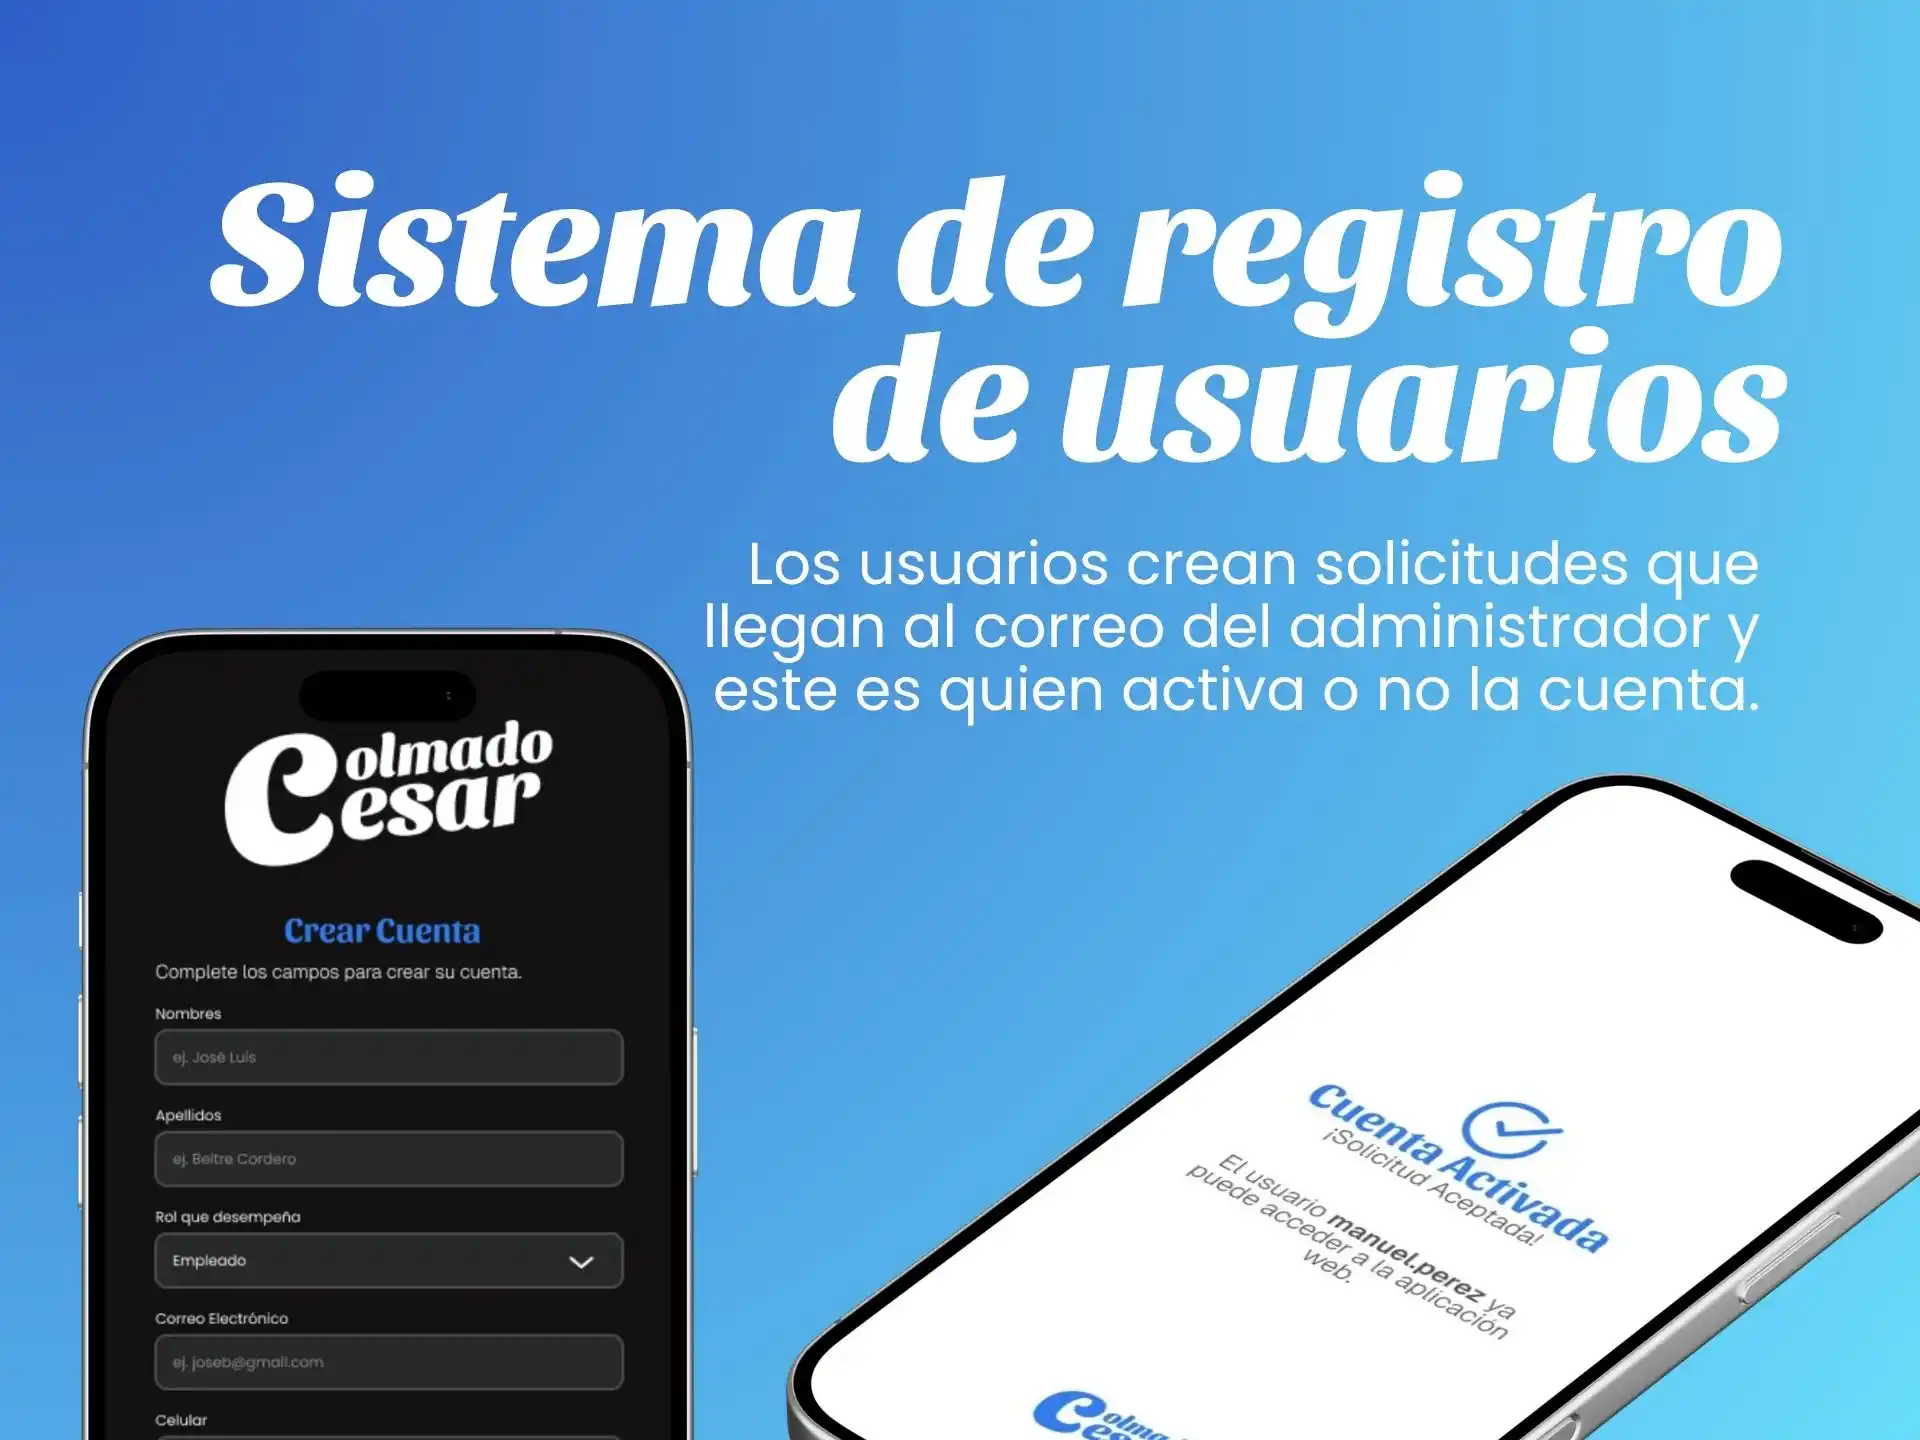 Sistema de registro
de usuarios
Los usuarios crean solicitudes que
llegan al correo del administrador y
este es quien activa o no la cuenta.
Colmado
Cesar
Crear Cuenta
Complete los campos para crear su cuenta.
Nombres
ej. José Luis
Apellidos
ej. Beltre Cordero
Rol que desempeña
Empleado
Correo Electrónico
ej. joseb@gmail.com
Celular
Cuenta Activada
¡Solicitud Aceptada!
El usuario manuel.perez ya
puede acceder a la aplicación
web.
Colma
Cesar